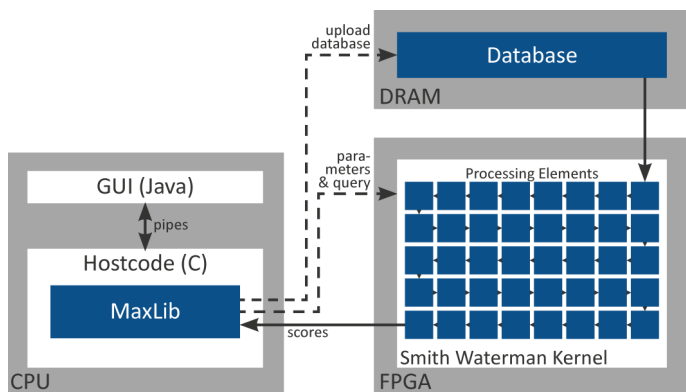 upload
database
Database
DRAM
para-
meters
& query
Processing Elements
GUI (Java)
pipes
Hostcode (C)
MaxLib
scores
Smith Waterman Kernel
CPU
FPGA